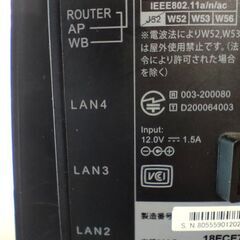 ROUTER
AP
WB
LAN4
LAN3
LAN2
IEEE802.11a/n/ac
J52 W52 W53 W56
※電波法によりW52,W53
は屋外使用禁止です。(法
令により許可された場合
を除く)
R 003-200080
T D200064003
Input:
12.0V 1.5A
VCCI
製造番号
S. N. 8055590120